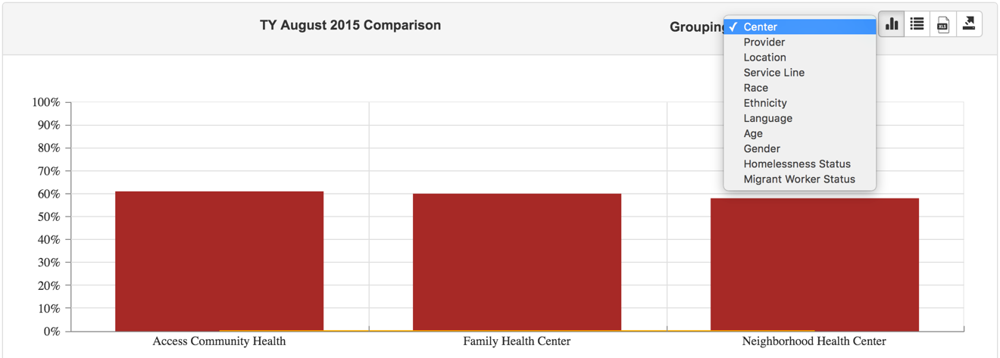 TY August 2015 Comparison
Grouping
✓ Center
Provider
Location
Service Line
Race
Ethnicity
Language
Age
Gender
Homelessness Status
Migrant Worker Status
XLS
100%
90%
80%
70%
60%
50%
40%
30%
20%
10%
0%
Access Community Health
Family Health Center
Neighborhood Health Center